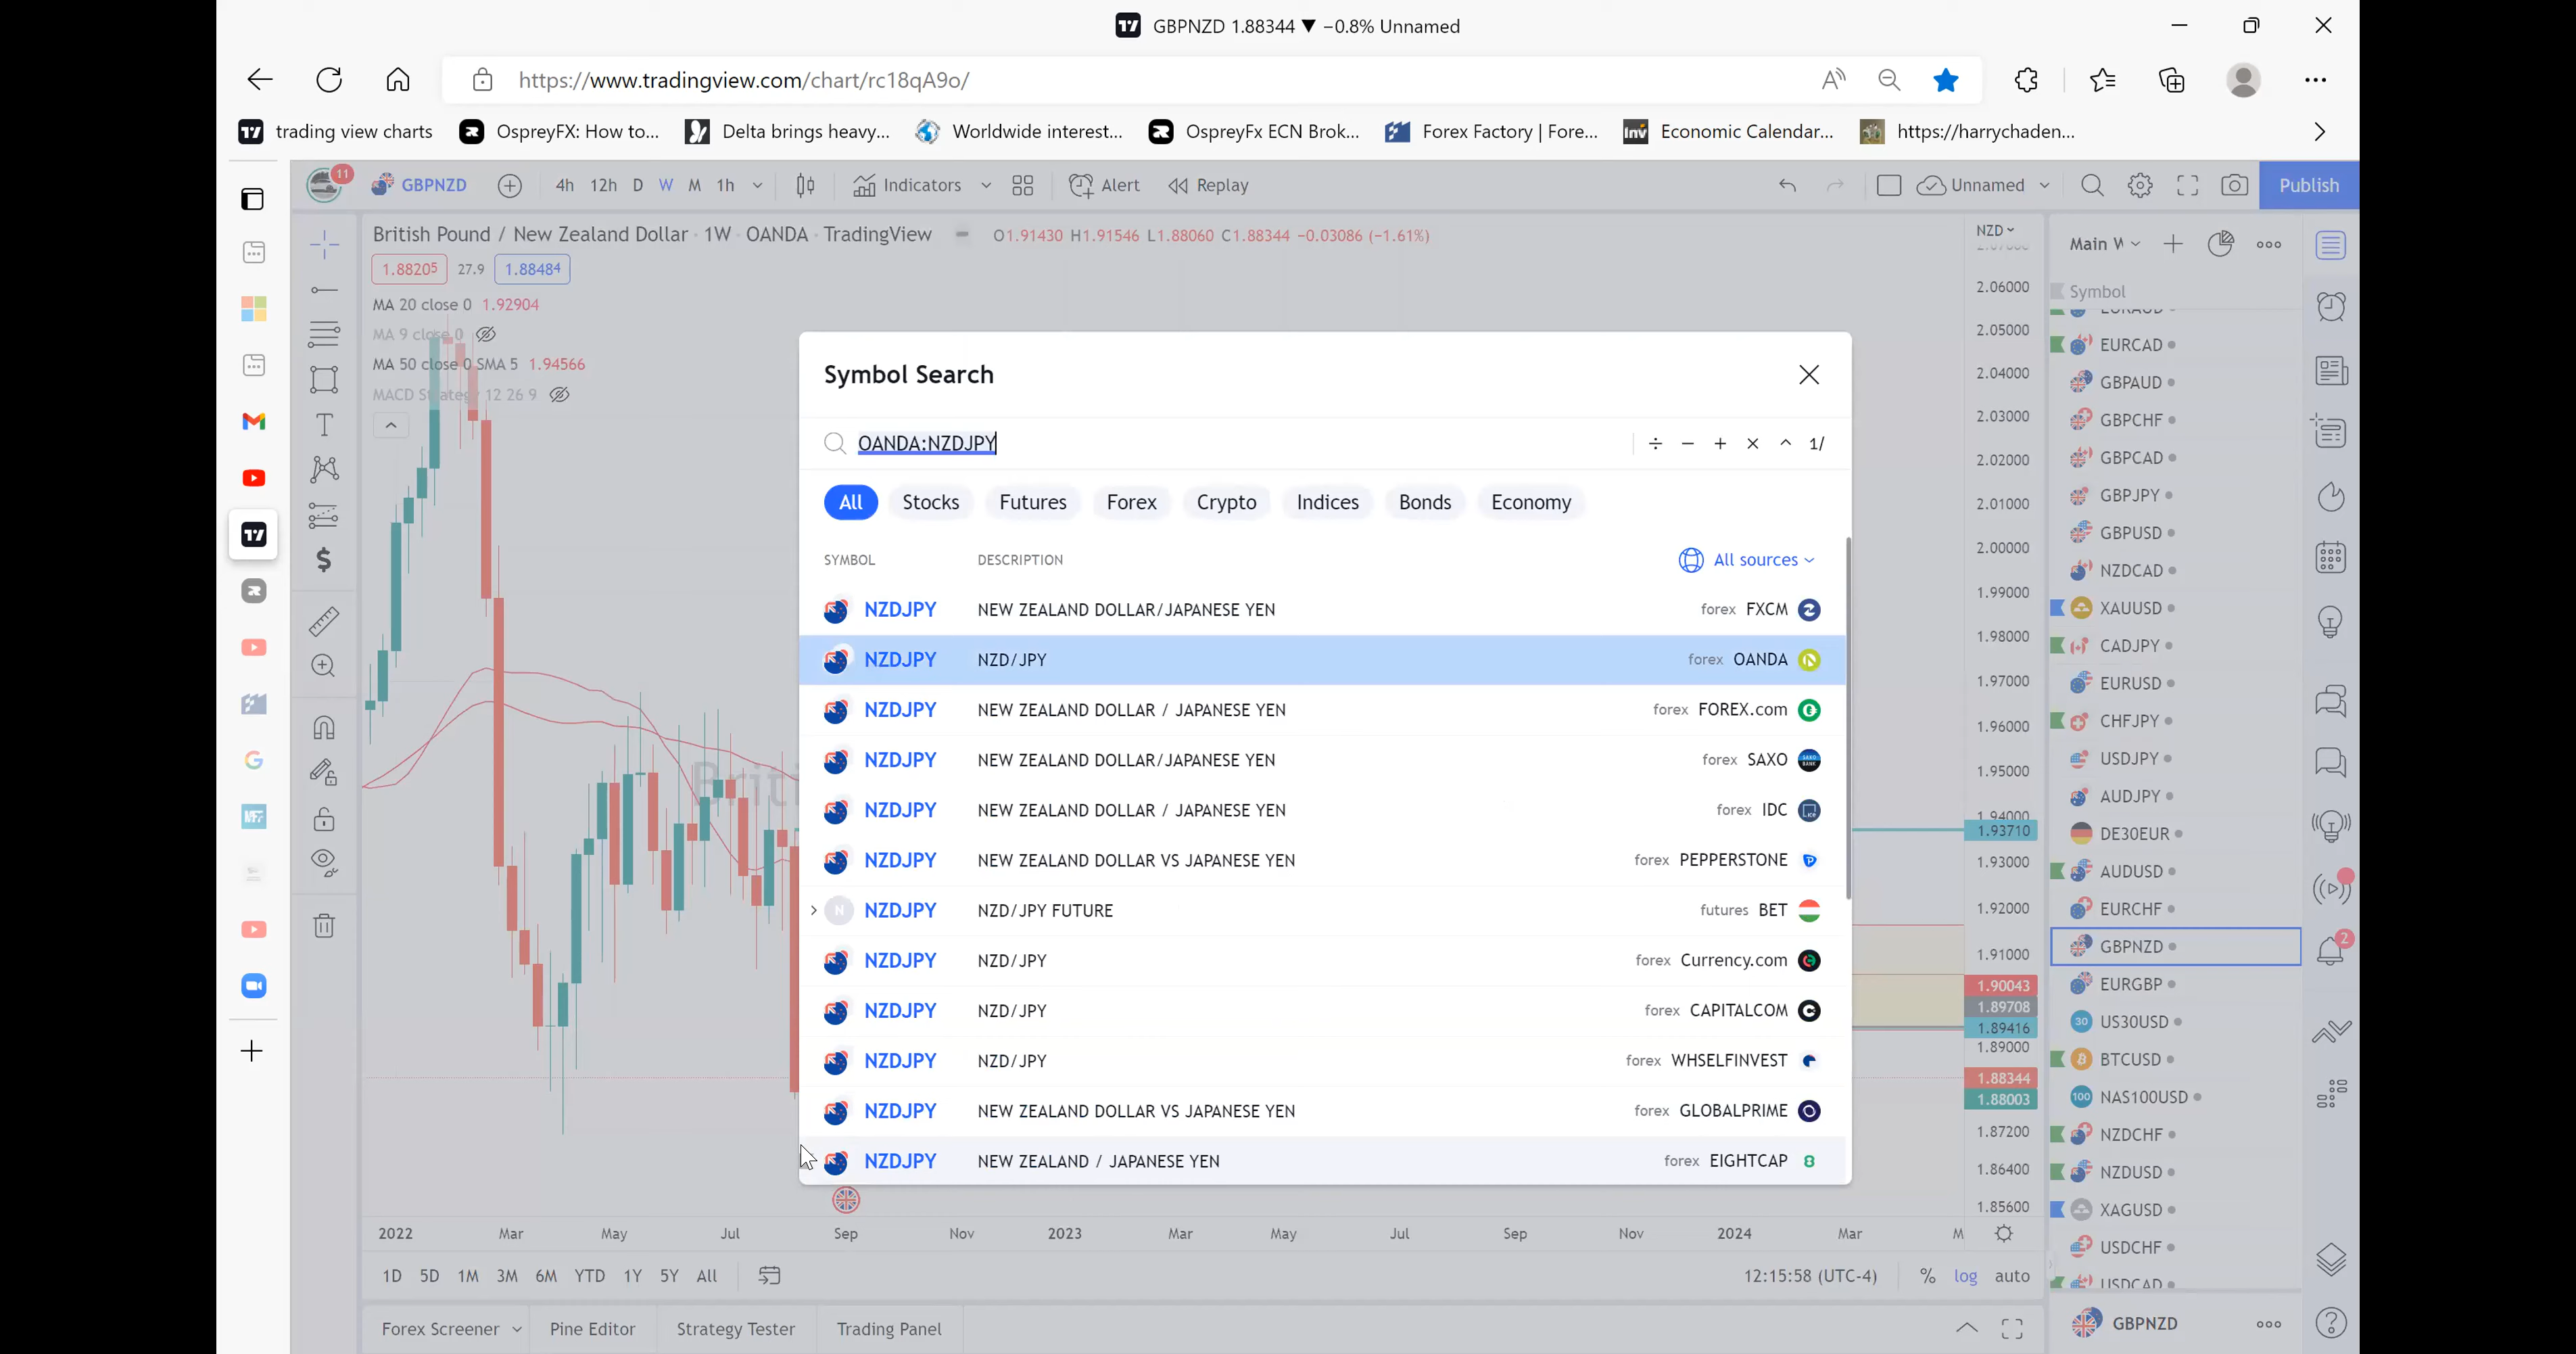 GBPNZD 1.88344 ▼ −0.8% Unnamed
https://www.tradingview.com/chart/rc18qA9o/
trading view charts OspreyFX: How to... Delta brings heavy... Worldwide interest... OspreyFx ECN Brok... Forex Factory | Fore... Economic Calendar... https://harrychaden...
11 GBPNZD 4h 12h D W M 1h Indicators Alert Replay Unnamed Publish
British Pound / New Zealand Dollar · 1W · OANDA · TradingView O1.91430 H1.91546 L1.88060 C1.88344 −0.03086 (−1.61%)
1.88205 27.9 1.88484
MA 20 close 0 1.92904
MA 9 close 0
MA 50 close 0 SMA 5 1.94566
MACD Strategy 12 26 9
Symbol Search
OANDA:NZDJPY ÷ − + × ^ 1/
All Stocks Futures Forex Crypto Indices Bonds Economy
SYMBOL DESCRIPTION All sources
NZDJPY NEW ZEALAND DOLLAR/JAPANESE YEN forex FXCM
NZDJPY NZD/JPY forex OANDA
NZDJPY NEW ZEALAND DOLLAR / JAPANESE YEN forex FOREX.com
NZDJPY NEW ZEALAND DOLLAR/JAPANESE YEN forex SAXO
NZDJPY NEW ZEALAND DOLLAR / JAPANESE YEN forex IDC
NZDJPY NEW ZEALAND DOLLAR VS JAPANESE YEN forex PEPPERSTONE
N NZDJPY NZD/JPY FUTURE futures BET
NZDJPY NZD/JPY forex Currency.com
NZDJPY NZD/JPY forex CAPITALCOM
NZDJPY NZD/JPY forex WHSELFINVEST
NZDJPY NEW ZEALAND DOLLAR VS JAPANESE YEN forex GLOBALPRIME
NZDJPY NEW ZEALAND / JAPANESE YEN forex EIGHTCAP
Briti
NZD
2.06000
2.05000
2.04000
2.03000
2.02000
2.01000
2.00000
1.99000
1.98000
1.97000
1.96000
1.95000
1.94000
1.93710
1.93000
1.92000
1.91000
1.90043
1.89708
1.89416
1.89000
1.88344
1.88003
1.87200
1.86400
1.85600
Main W
Symbol
EURAUD
EURCAD
GBPAUD
GBPCHF
GBPCAD
GBPJPY
GBPUSD
NZDCAD
XAUUSD
CADJPY
EURUSD
CHFJPY
USDJPY
AUDJPY
DE30EUR
AUDUSD
EURCHF
GBPNZD
EURGBP
30 US30USD
BTCUSD
100 NAS100USD
NZDCHF
NZDUSD
XAGUSD
USDCHF
USDCAD
GBPNZD
2
2022 Mar May Jul Sep Nov 2023 Mar May Jul Sep Nov 2024 Mar M
1D 5D 1M 3M 6M YTD 1Y 5Y All 12:15:58 (UTC-4) % log auto
Forex Screener Pine Editor Strategy Tester Trading Panel